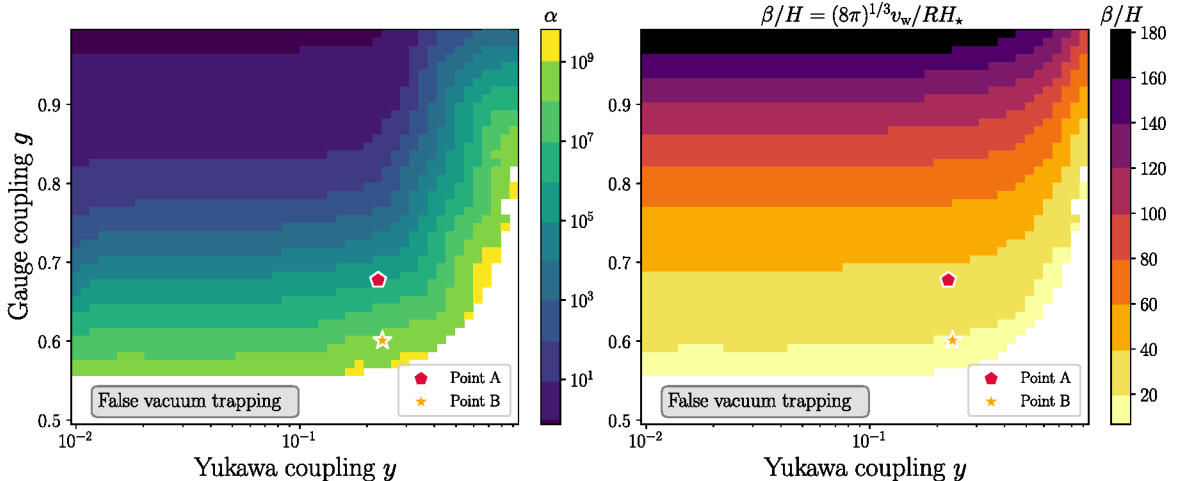 α
β/H = (8π)^{1/3} v_w/RH_⋆
β/H
Gauge coupling g
0.9
0.8
0.7
0.6
0.5
10^9
10^7
10^5
10^3
10^1
0.9
0.8
0.7
0.6
0.5
180
160
140
120
100
80
60
40
20
Point A
Point B
False vacuum trapping
Point A
Point B
False vacuum trapping
10^{−2}
10^{−1}
10^{−2}
10^{−1}
Yukawa coupling y
Yukawa coupling y